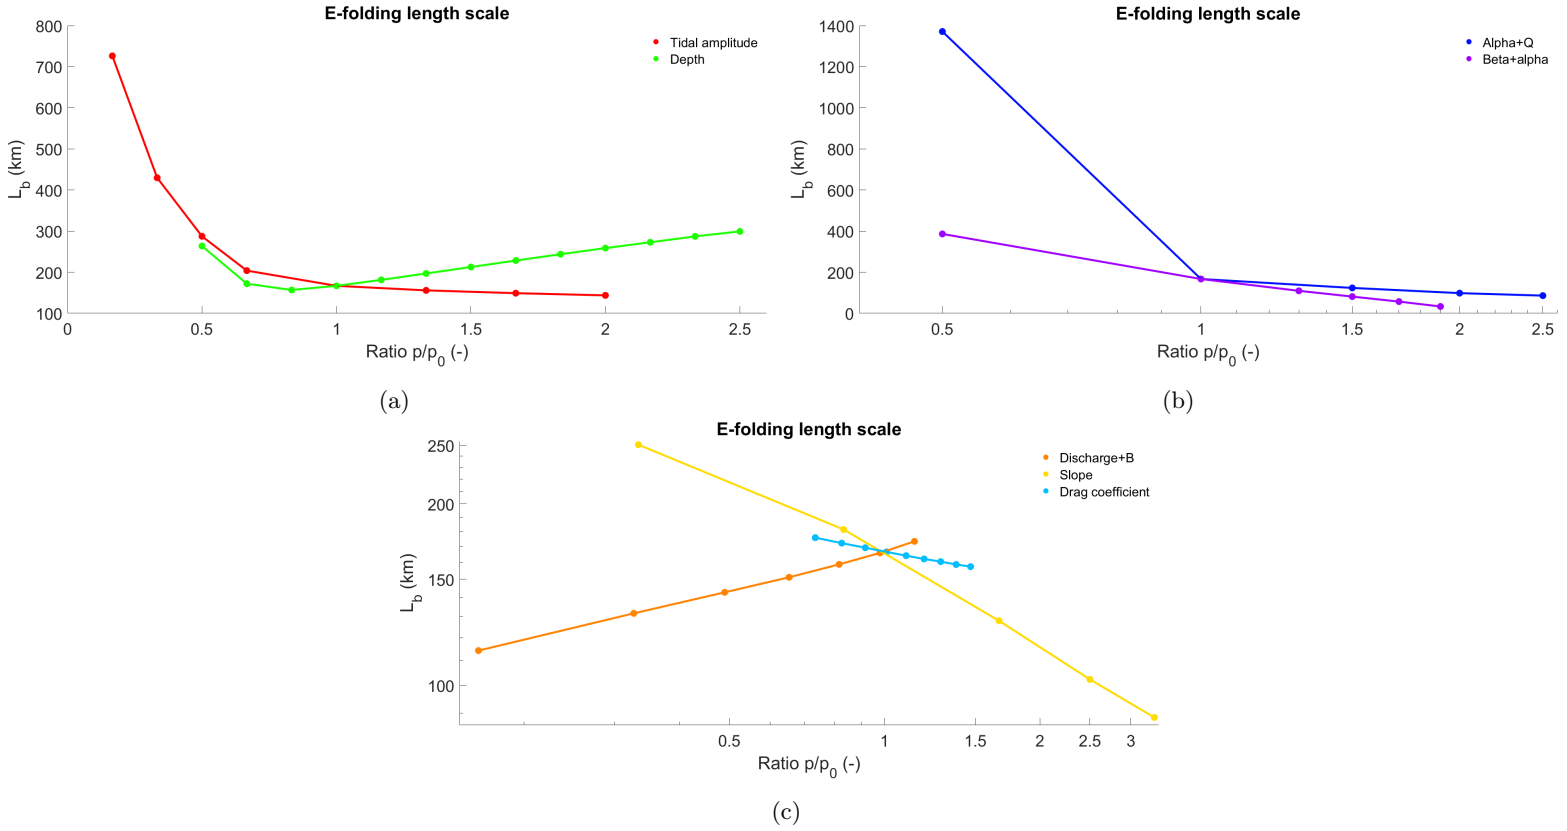 E-folding length scale
800
700
600
500
400
300
200
100
L_b (km)
0 0.5 1 1.5 2 2.5
Ratio p/p_0 (-)
Tidal amplitude
Depth
(a)
E-folding length scale
1400
1200
1000
800
600
400
200
0
L_b (km)
0.5 1 1.5 2 2.5
Ratio p/p_0 (-)
Alpha+Q
Beta+alpha
(b)
E-folding length scale
250
200
150
100
L_b (km)
0.5 1 1.5 2 2.5 3
Ratio p/p_0 (-)
Discharge+B
Slope
Drag coefficient
(c)